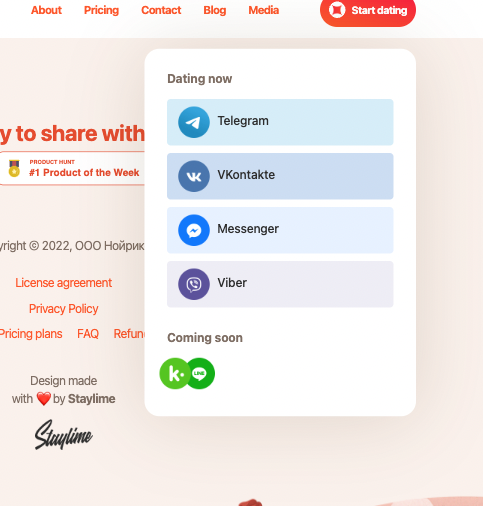 About Pricing Contact Blog Media Start dating
Dating now
Telegram
VKontakte
Messenger
Viber
Coming soon
k
LINE
y to share with
PRODUCT HUNT
#1 Product of the Week
yright © 2022, ООО Нойрик
License agreement
Privacy Policy
Pricing plans FAQ Refun
Design made
with ❤️ by Staylime
Staylime